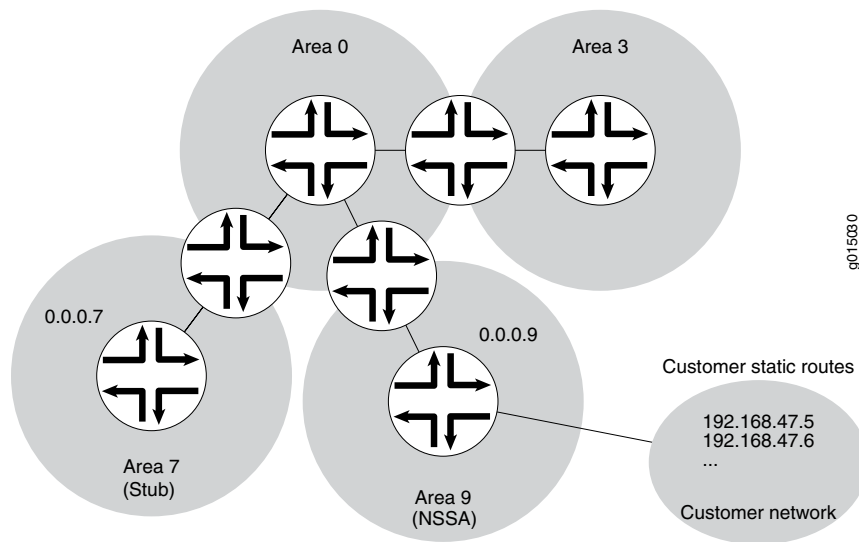 Area 0
Area 3
g015030
0.0.0.7
0.0.0.9
Customer static routes
192.168.47.5
192.168.47.6
...
Area 7
(Stub)
Area 9
(NSSA)
Customer network